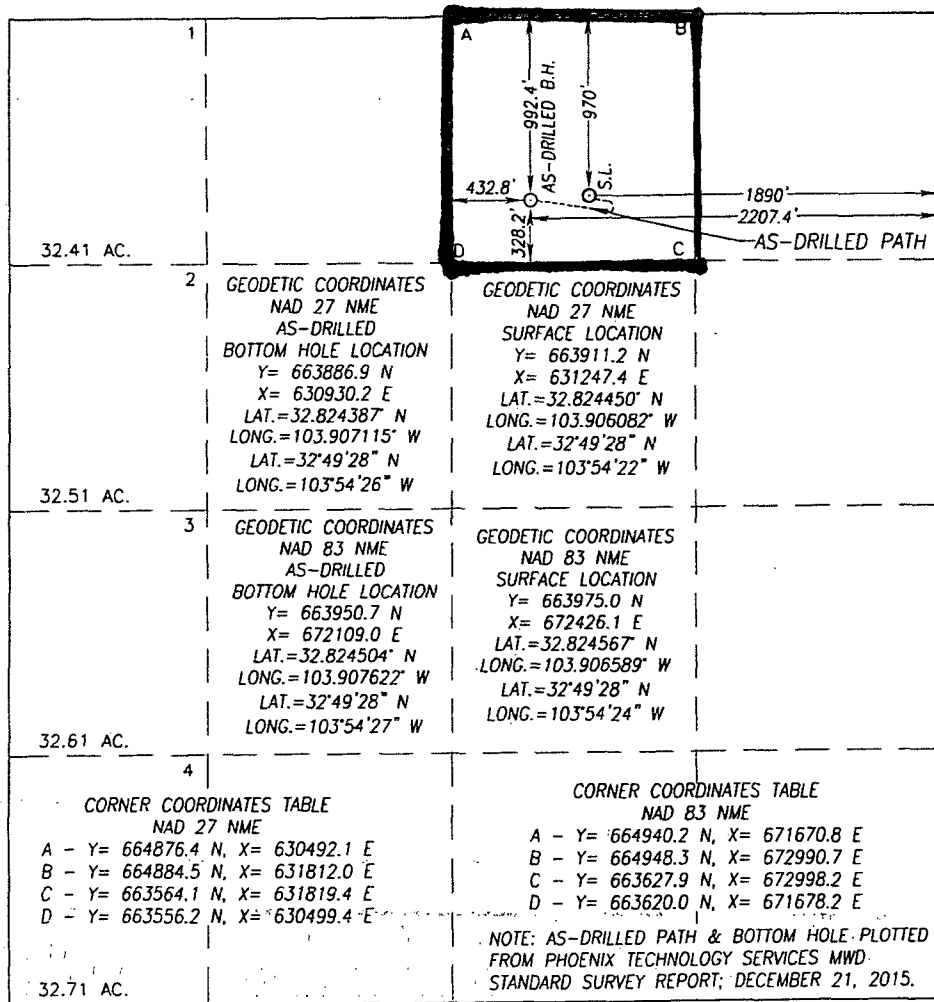 1
A
B
992.4'
AS-DRILLED B.H.
970'
S.L.
432.8'
1890'
2207.4'
328.2'
AS-DRILLED PATH
32.41 AC.
D
C
2
GEODETIC COORDINATES
NAD 27 NME
AS-DRILLED
BOTTOM HOLE LOCATION
Y= 663886.9 N
X= 630930.2 E
LAT.=32.824387° N
LONG.=103.907115° W
LAT.=32°49'28" N
LONG.=103°54'26" W
GEODETIC COORDINATES
NAD 27 NME
SURFACE LOCATION
Y= 663911.2 N
X= 631247.4 E
LAT.=32.824450° N
LONG.=103.906082° W
LAT.=32°49'28" N
LONG.=103°54'22" W
32.51 AC.
3
GEODETIC COORDINATES
NAD 83 NME
AS-DRILLED
BOTTOM HOLE LOCATION
Y= 663950.7 N
X= 672109.0 E
LAT.=32.824504° N
LONG.=103.907622° W
LAT.=32°49'28" N
LONG.=103°54'27" W
GEODETIC COORDINATES
NAD 83 NME
SURFACE LOCATION
Y= 663975.0 N
X= 672426.1 E
LAT.=32.824567° N
LONG.=103.906589° W
LAT.=32°49'28" N
LONG.=103°54'24" W
32.61 AC.
4
CORNER COORDINATES TABLE
NAD 27 NME
A - Y= 664876.4 N, X= 630492.1 E
B - Y= 664884.5 N, X= 631812.0 E
C - Y= 663564.1 N, X= 631819.4 E
D - Y= 663556.2 N, X= 630499.4 E
CORNER COORDINATES TABLE
NAD 83 NME
A - Y= 664940.2 N, X= 671670.8 E
B - Y= 664948.3 N, X= 672990.7 E
C - Y= 663627.9 N, X= 672998.2 E
D - Y= 663620.0 N, X= 671678.2 E
NOTE: AS-DRILLED PATH & BOTTOM HOLE PLOTTED
FROM PHOENIX TECHNOLOGY SERVICES MWD
STANDARD SURVEY REPORT; DECEMBER 21, 2015.
32.71 AC.